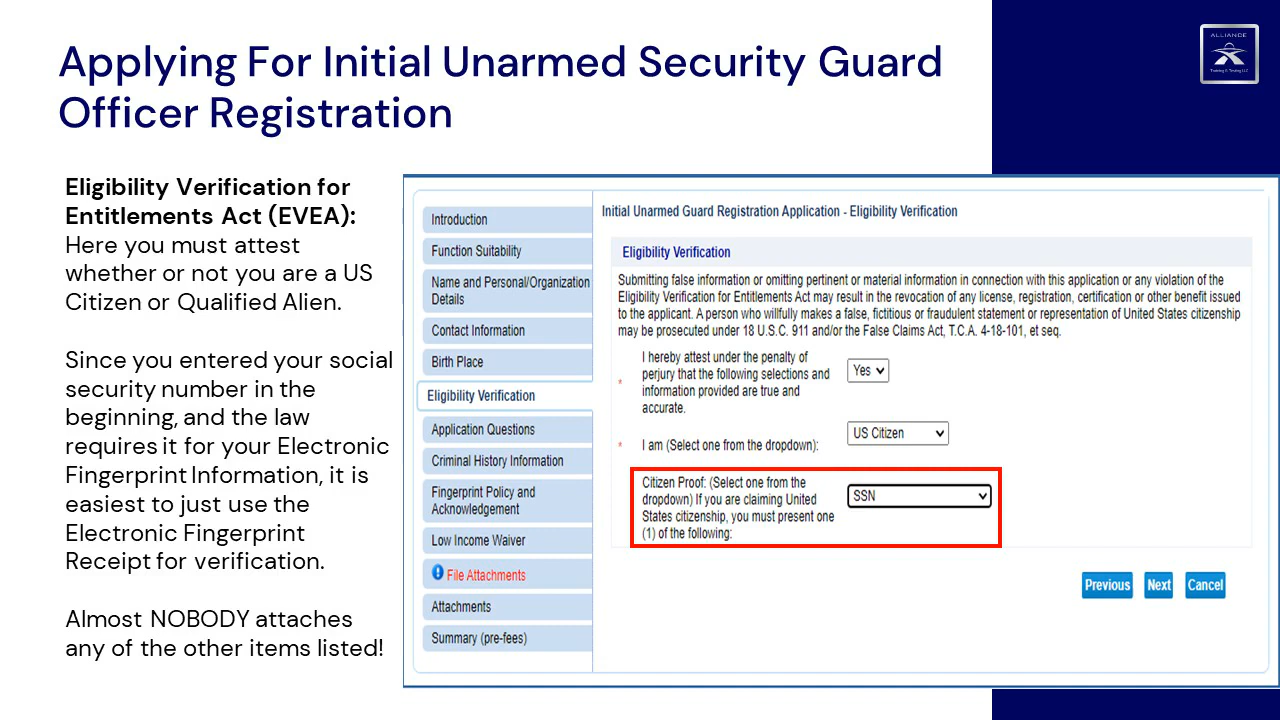 Applying For Initial Unarmed Security Guard
Officer Registration
ALLIANCE
Training & Testing LLC
Eligibility Verification for
Entitlements Act (EVEA):
Here you must attest
whether or not you are a US
Citizen or Qualified Alien.
Since you entered your social
security number in the
beginning, and the law
requires it for your Electronic
Fingerprint Information, it is
easiest to just use the
Electronic Fingerprint
Receipt for verification.
Almost NOBODY attaches
any of the other items listed!
Introduction
Function Suitability
Name and Personal/Organization
Details
Contact Information
Birth Place
Eligibility Verification
Application Questions
Criminal History Information
Fingerprint Policy and
Acknowledgement
Low Income Waiver
File Attachments
Attachments
Summary (pre-fees)
Initial Unarmed Guard Registration Application - Eligibility Verification
Eligibility Verification
Submitting false information or omitting pertinent or material information in connection with this application or any violation of the
Eligibility Verification for Entitlements Act may result in the revocation of any license, registration, certification or other benefit issued
to the applicant. A person who willfully makes a false, fictitious or fraudulent statement or representation of United States citizenship
may be prosecuted under 18 U.S.C. 911 and/or the False Claims Act, T.C.A. 4-18-101, et seq.
I hereby attest under the penalty of
perjury that the following selections and
* information provided are true and
accurate.
Yes
* I am (Select one from the dropdown):
US Citizen
Citizen Proof: (Select one from the
dropdown) If you are claiming United
States citizenship, you must present one
(1) of the following:
SSN
Previous Next Cancel